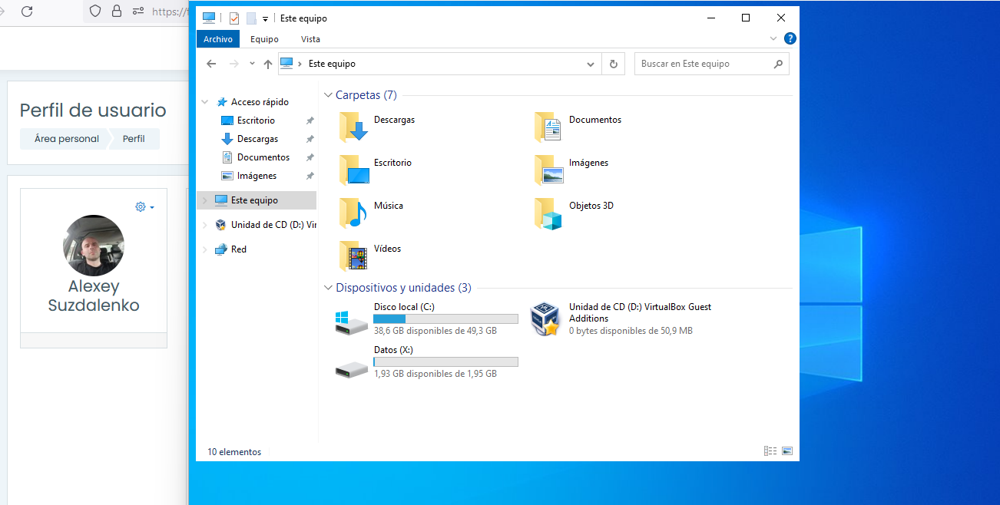 https://f
Perfil de usuario
Área personal
Perfil
Alexey
Suzdalenko
Este equipo
Archivo
Equipo
Vista
?
Este equipo
Buscar en Este equipo
Acceso rápido
Escritorio
Descargas
Documentos
Imágenes
Este equipo
Unidad de CD (D:) Vir
Red
Carpetas (7)
Descargas
Documentos
Escritorio
Imágenes
Música
Objetos 3D
Vídeos
Dispositivos y unidades (3)
Disco local (C:)
38,6 GB disponibles de 49,3 GB
Unidad de CD (D:) VirtualBox Guest
Additions
0 bytes disponibles de 50,9 MB
Datos (X:)
1,93 GB disponibles de 1,95 GB
10 elementos